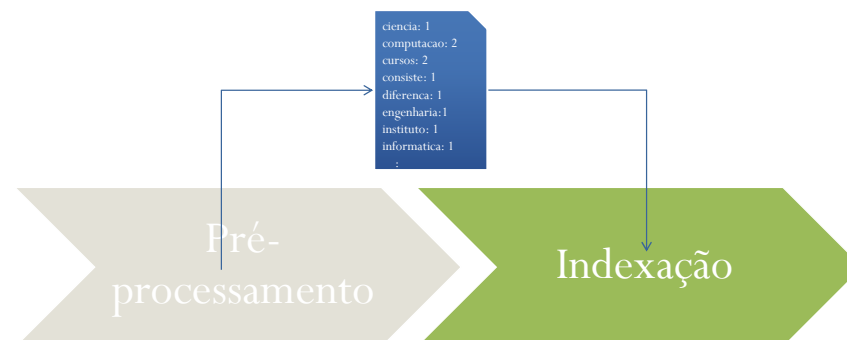 ciencia: 1
computacao: 2
cursos: 2
consiste: 1
diferenca: 1
engenharia:1
instituto: 1
informatica: 1
:
Pré-
processamento
Indexação